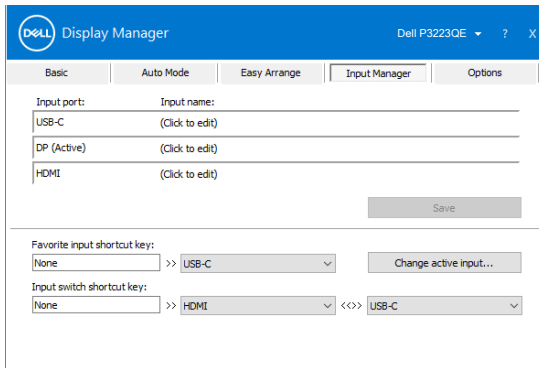 DELL Display Manager Dell P3223QE ? X
Basic Auto Mode Easy Arrange Input Manager Options
Input port: Input name:
USB-C (Click to edit)
DP (Active) (Click to edit)
HDMI (Click to edit)
Save
Favorite input shortcut key:
None >> USB-C Change active input...
Input switch shortcut key:
None >> HDMI <<>> USB-C